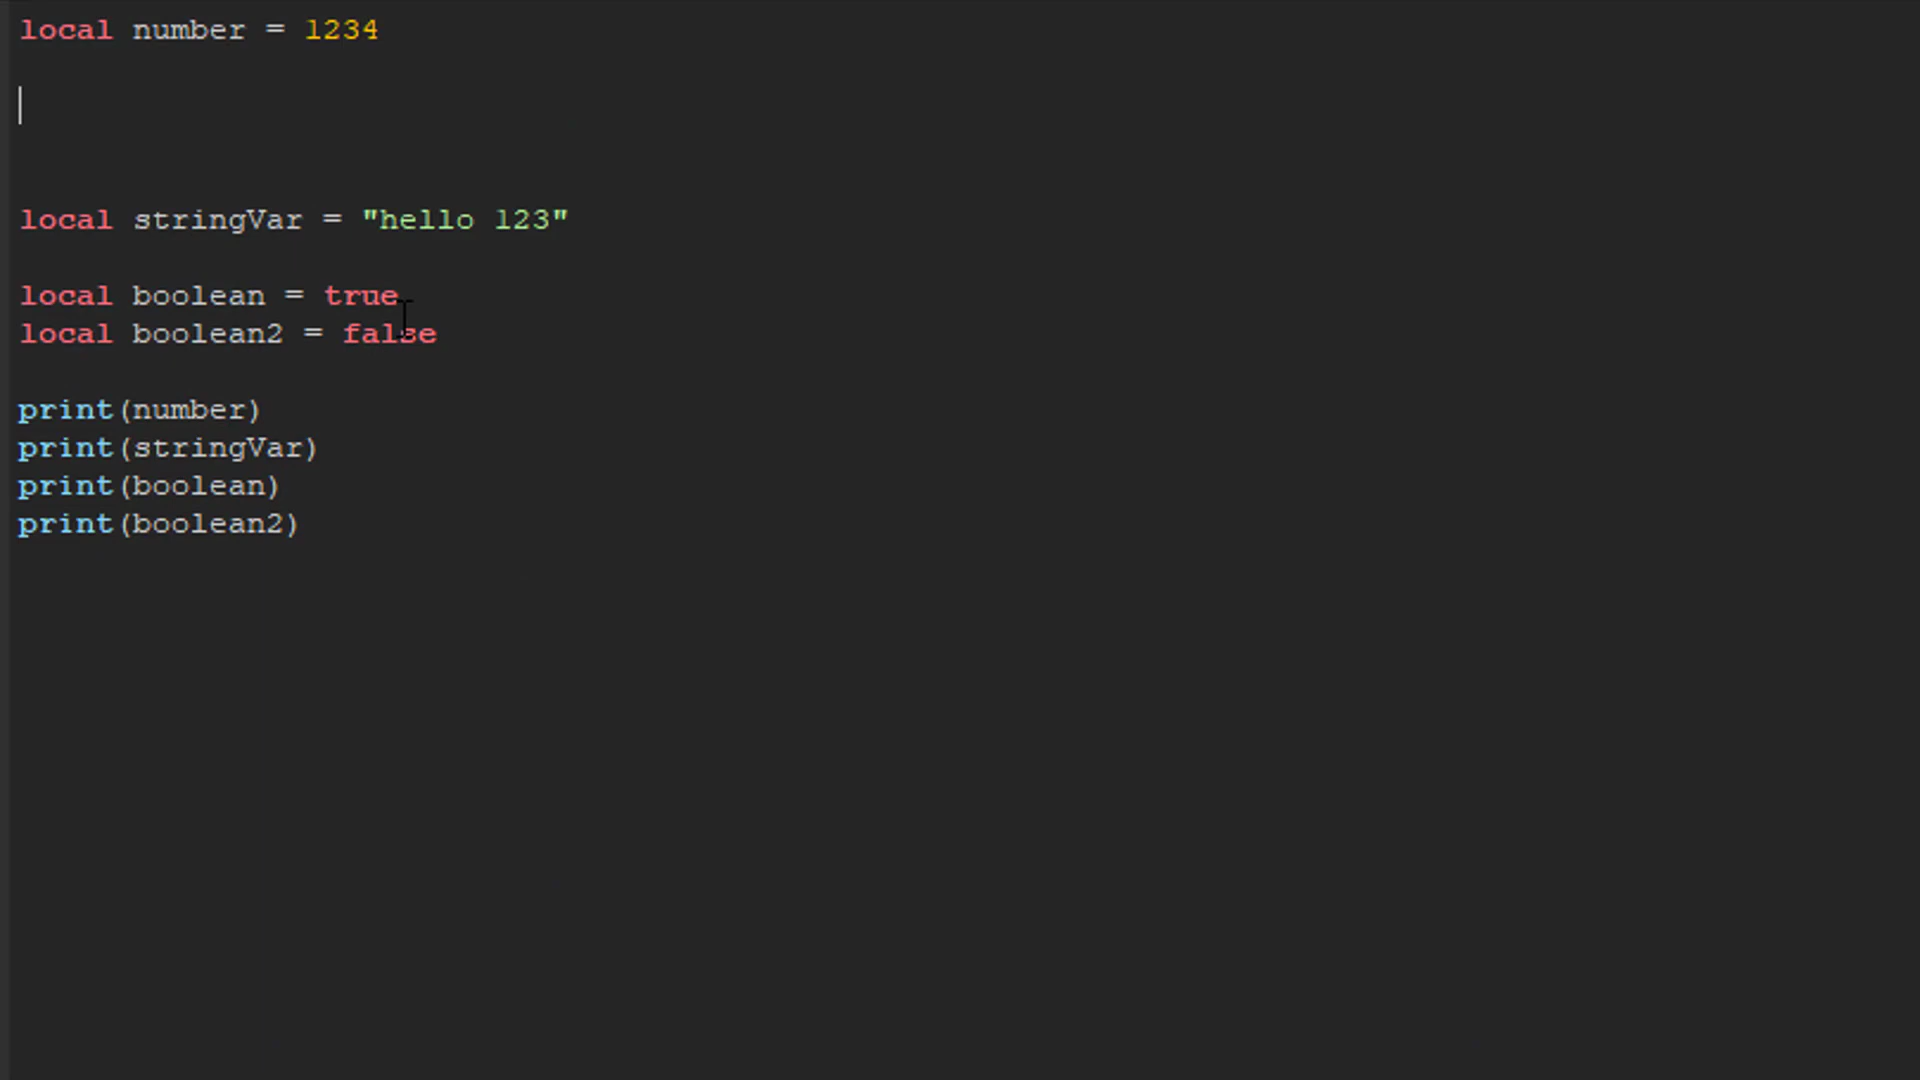 local number = 1234
local stringVar = "hello 123"
local boolean = true
local boolean2 = false
print(number)
print(stringVar)
print(boolean)
print(boolean2)